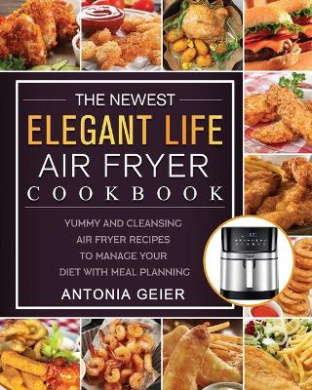 THE NEWEST
ELEGANT LIFE
AIR FRYER
COOKBOOK
YUMMY AND CLEANSING
AIR FRYER RECIPES
TO MANAGE YOUR
DIET WITH MEAL PLANNING
ANTONIA GEIER